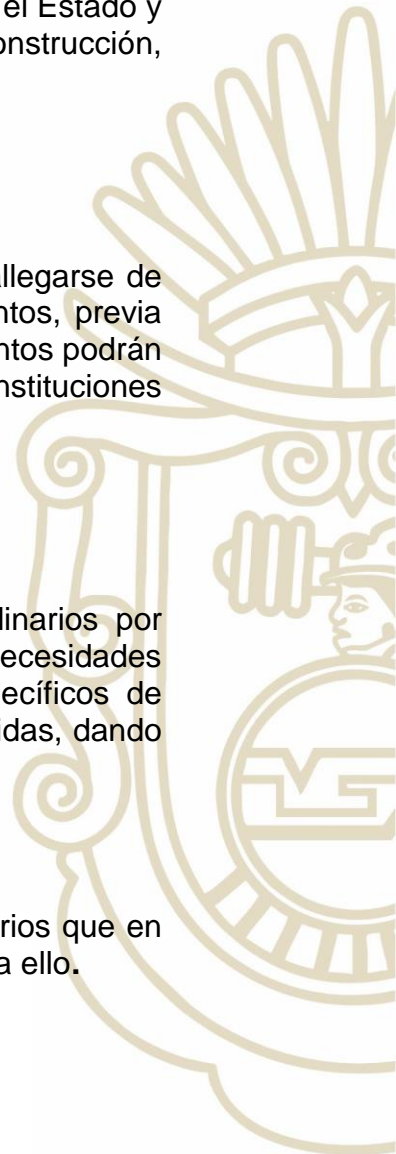 el Estado y
onstrucción,
llegarse de
ntos, previa
ntos podrán
nstituciones
linarios por
ecesidades
pecíficos de
idas, dando
rios que en
a ello.